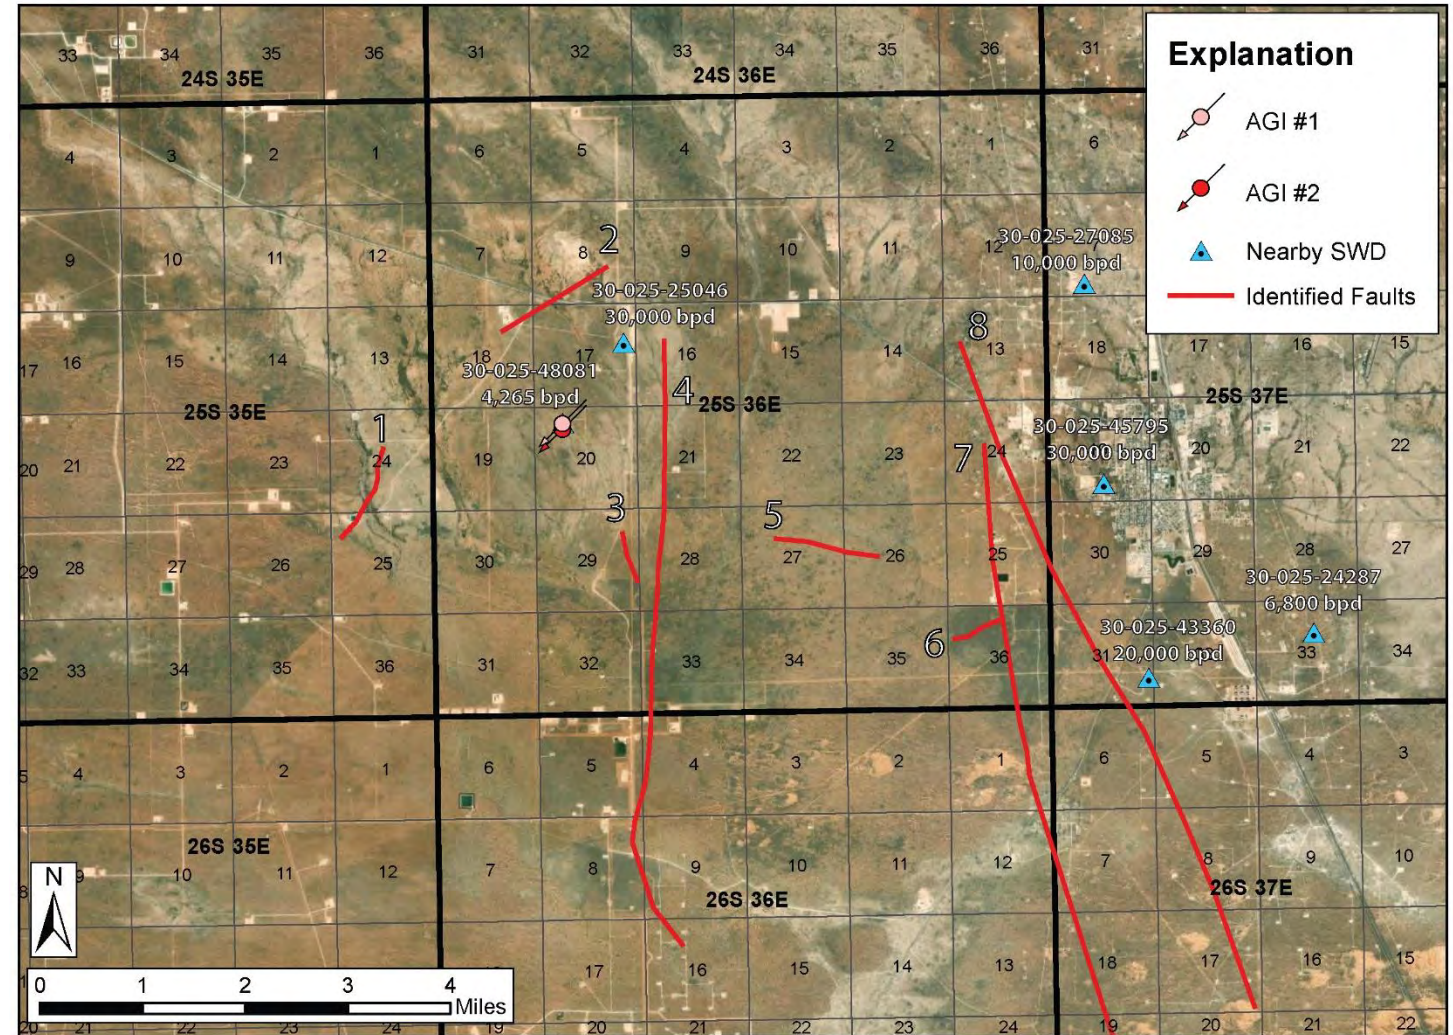 33 34 35 36 31 32 33 34 35 36 31
24S 35E 24S 36E
Explanation
AGI #1
AGI #2
Nearby SWD
Identified Faults
4 3 2 1 6 5 4 3 2 1 6
9 10 11 12 7 8 9 10 11 12 7
2
30-025-27085
10,000 bpd
30-025-25046
30,000 bpd
8
17 16 15 14 13 18 17 16 15 14 13 18 17 16 15
30-025-48081
4,265 bpd
4
25S 35E 25S 36E 25S 37E
1
30-025-45795
30,000 bpd
7
20 21 22 23 24 19 20 21 22 23 24 20 21 22
3 5
29 28 27 26 25 30 29 28 27 26 25 30 29 28 27
30-025-24287
6,800 bpd
30-025-43360
20,000 bpd
6
32 33 34 35 36 31 32 33 34 35 36 31 33 34
5 4 3 2 1 6 5 4 3 2 1 6 5 4 3
26S 35E
8 9 10 11 12 7 8 9 10 11 12 7 8 9 10
26S 36E 26S 37E
N
17 16 15 14 13 18 17 16 15
0 1 2 3 4 Miles
20 21 22 23 24 19 20 21 22 23 24 19 20 21 22